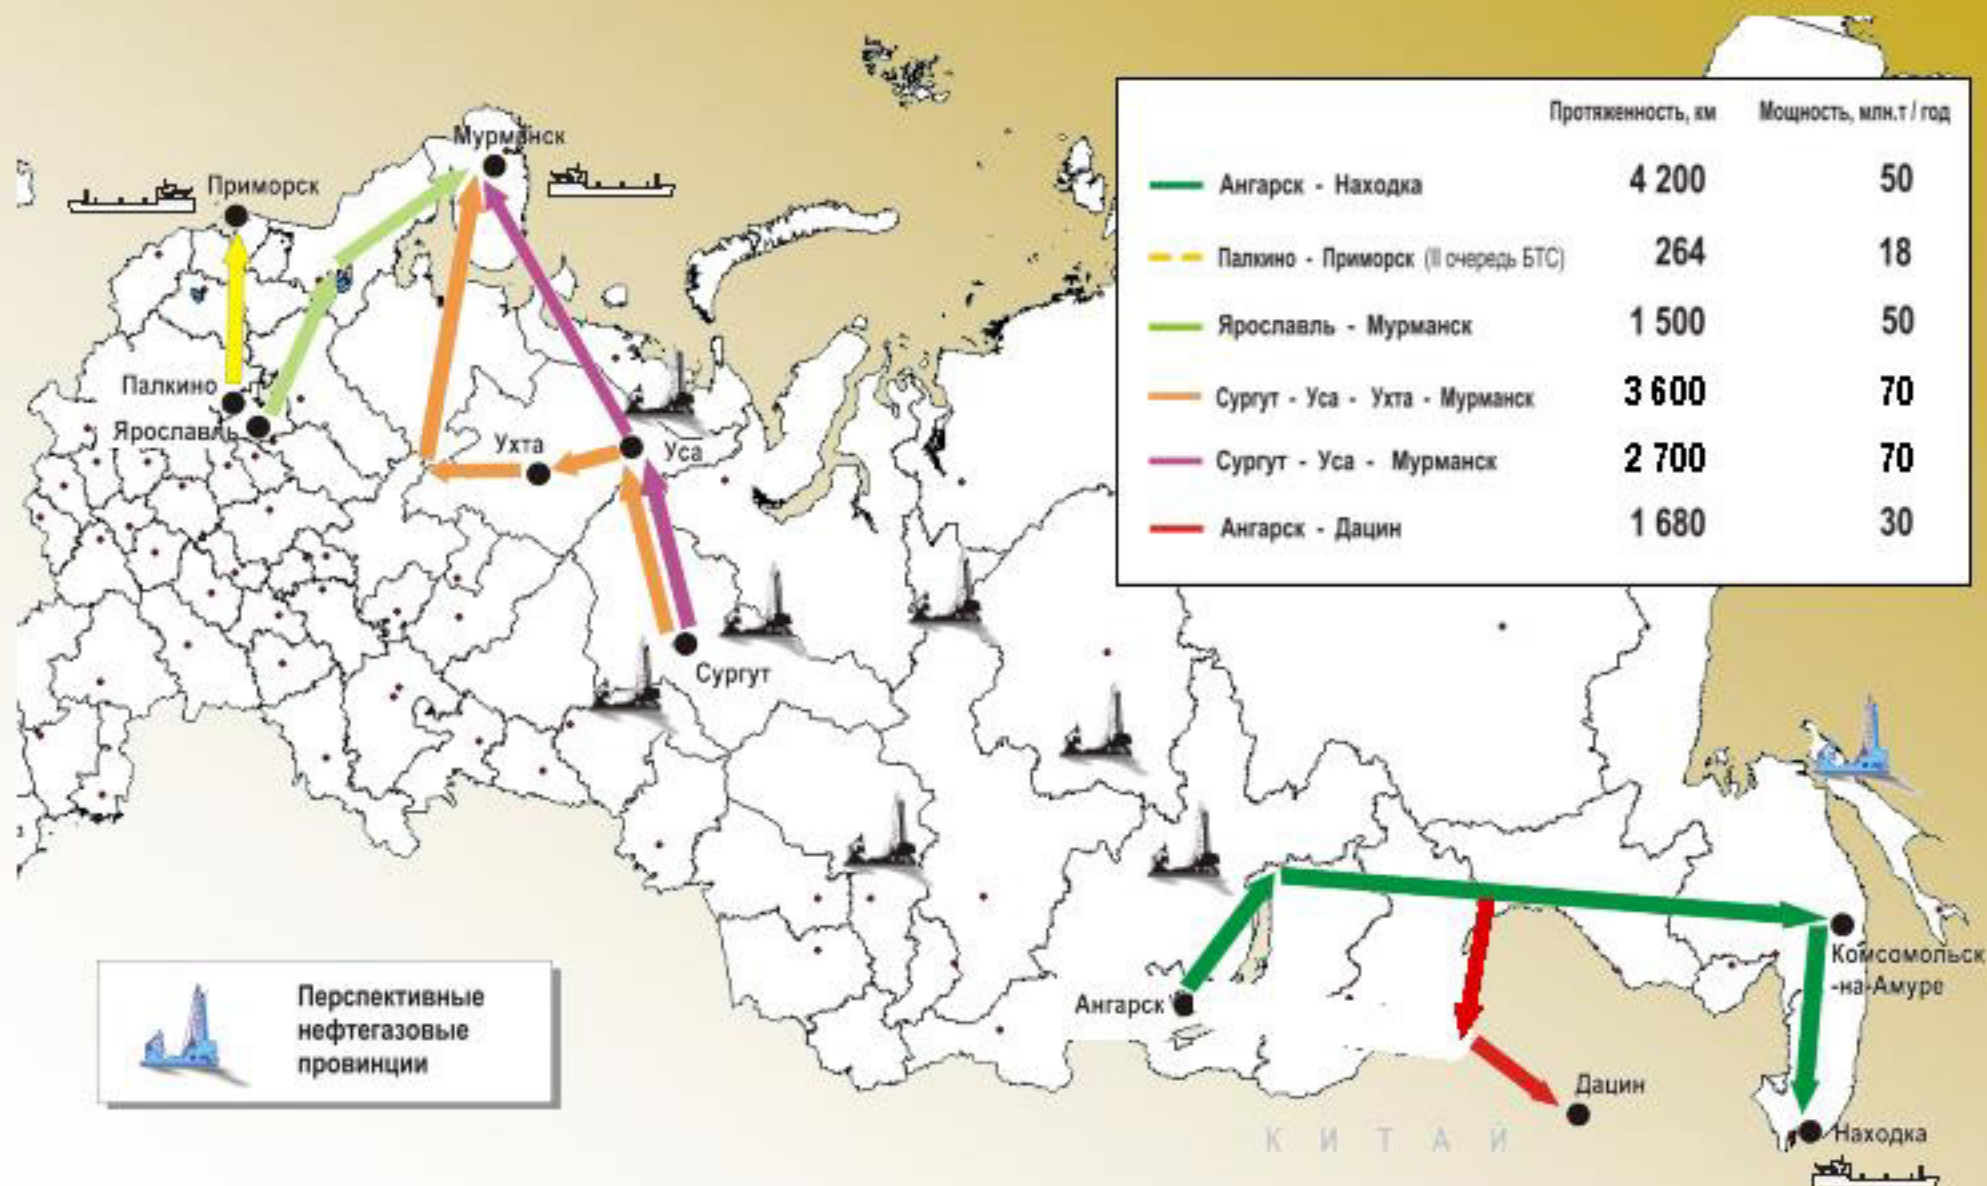 Мурманск
Приморск
Палкино
Ярославль
Ухта
Уса
Сургут
Протяженность, км Мощность, млн.т / год
Ангарск - Находка 4 200 50
Палкино - Приморск (II очередь БТС) 264 18
Ярославль - Мурманск 1 500 50
Сургут - Уса - Ухта - Мурманск 3 600 70
Сургут - Уса - Мурманск 2 700 70
Ангарск - Дацин 1 680 30
Комсомольск
-на-Амуре
Ангарск
Дацин
КИТАЙ
Находка
Перспективные
нефтегазовые
провинции